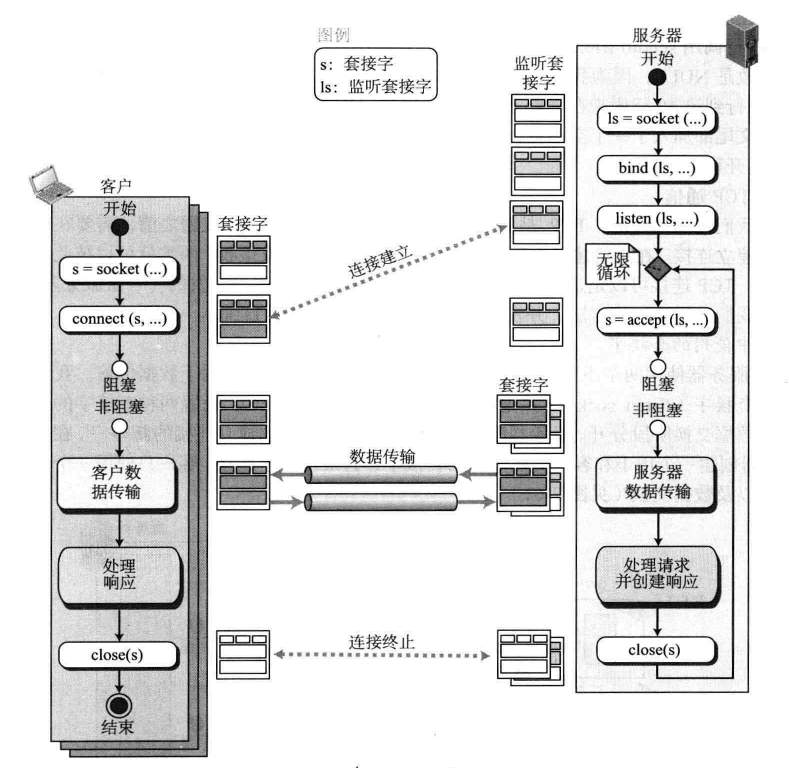 图例
s: 套接字
ls: 监听套接字
客户
开始
s = socket (...)
connect (s, ...)
阻塞
非阻塞
客户数
据传输
处理
响应
close(s)
结束
套接字
连接建立
数据传输
连接终止
监听套
接字
套接字
服务器
开始
ls = socket (...)
bind (ls, ...)
listen (ls, ...)
无限
循环
s = accept (ls, ...)
阻塞
非阻塞
服务器
数据传输
处理请求
并创建响应
close(s)